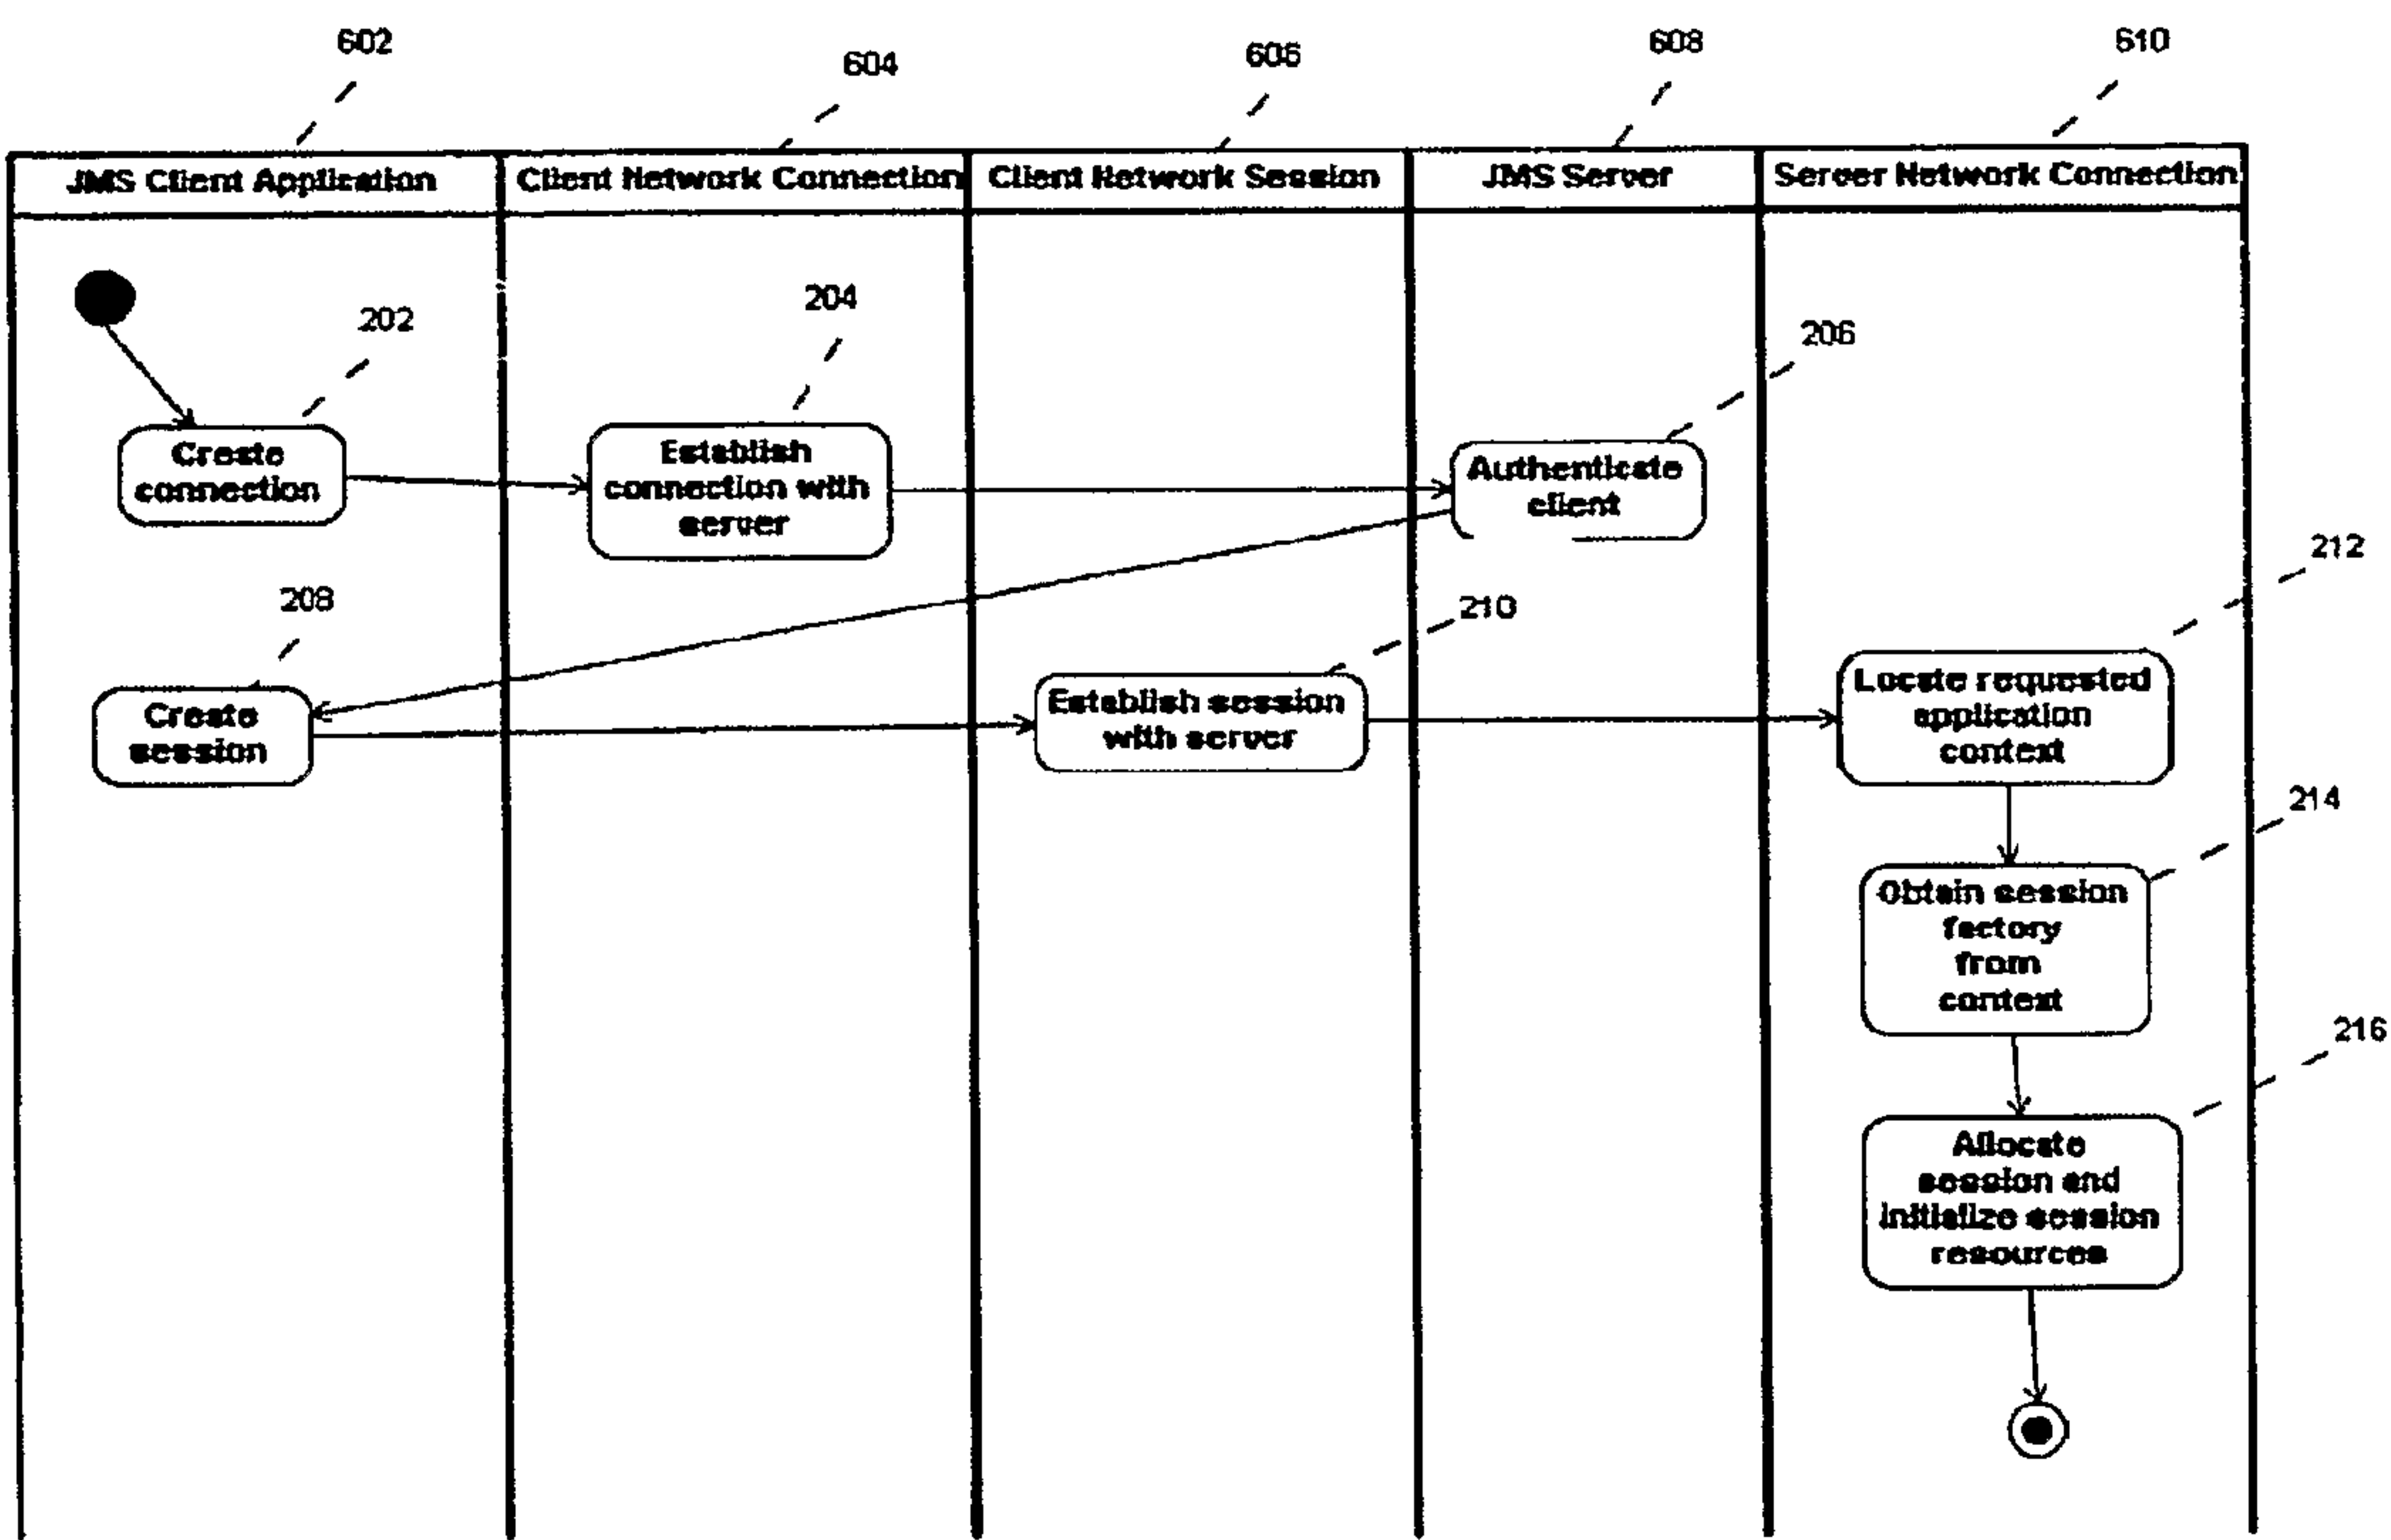 602
604
606
608
610
JMS Client Application
Client Network Connection
Client Network Session
JMS Server
Server Network Connection
202
204
206
Create
connection
Establish
connection with
server
Authenticate
client
208
210
212
Create
session
Establish session
with server
Locate requested
application
context
214
Obtain session
factory
from
context
216
Allocate
session and
initialize session
resources